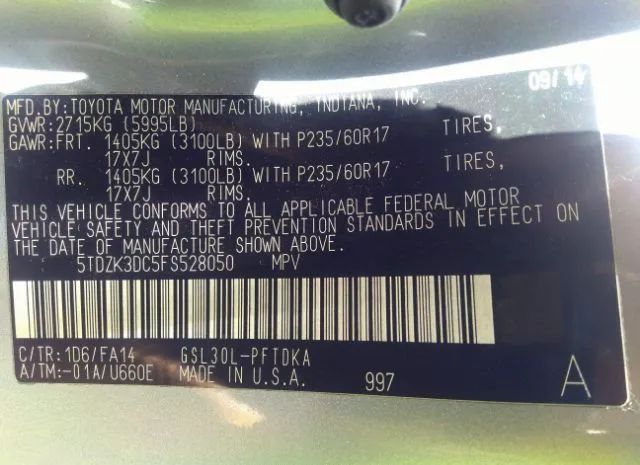 09/14
MFD.BY:TOYOTA MOTOR MANUFACTURING, INDIANA, INC.
GVWR:2715KG (5995LB)
GAWR:FRT. 1405KG (3100LB) WITH P235/60R17 TIRES,
17X7J RIMS.
RR. 1405KG (3100LB) WITH P235/60R17 TIRES,
17X7J RIMS.
THIS VEHICLE CONFORMS TO ALL APPLICABLE FEDERAL MOTOR
VEHICLE SAFETY AND THEFT PREVENTION STANDARDS IN EFFECT ON
THE DATE OF MANUFACTURE SHOWN ABOVE.
5TDZK3DC5FS528050 MPV
C/TR:1D6/FA14 GSL30L-PFTDKA
A/TM:-01A/U660E MADE IN U.S.A. 997 A